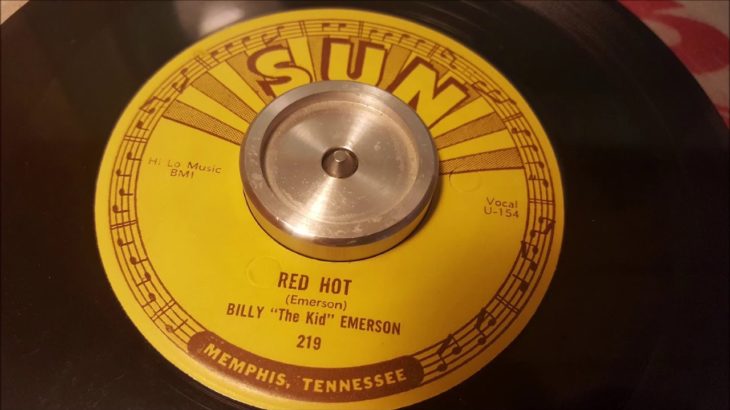 SUN
Hi Lo Music
BMI
Vocal
U-154
RED HOT
(Emerson)
BILLY "The Kid" EMERSON
219
MEMPHIS, TENNESSEE